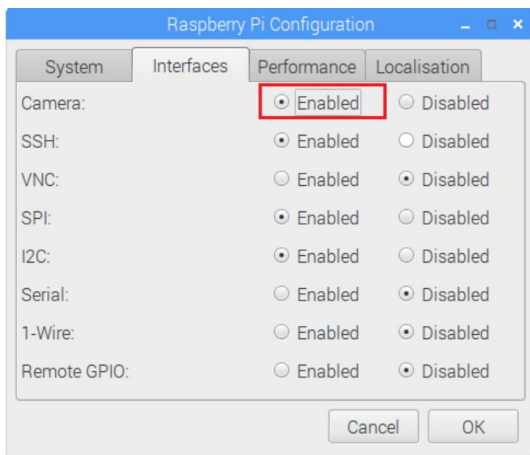 Raspberry Pi Configuration
System Interfaces Performance Localisation
Camera: Enabled Disabled
SSH: Enabled Disabled
VNC: Enabled Disabled
SPI: Enabled Disabled
I2C: Enabled Disabled
Serial: Enabled Disabled
1-Wire: Enabled Disabled
Remote GPIO: Enabled Disabled
Cancel OK